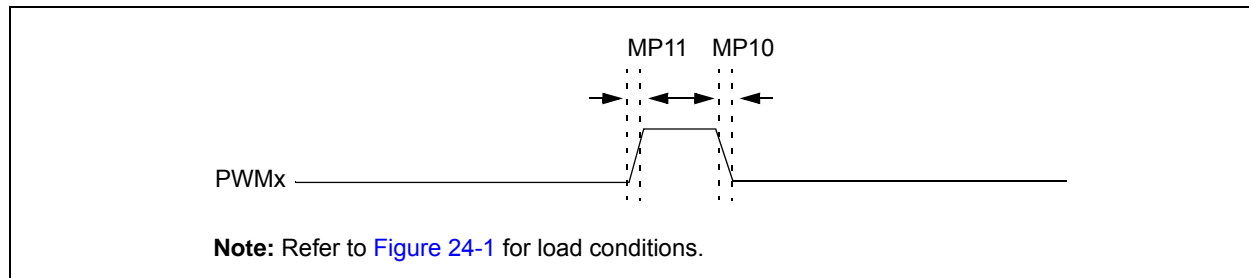 MP11 MP10
PWMx
Note: Refer to Figure 24-1 for load conditions.